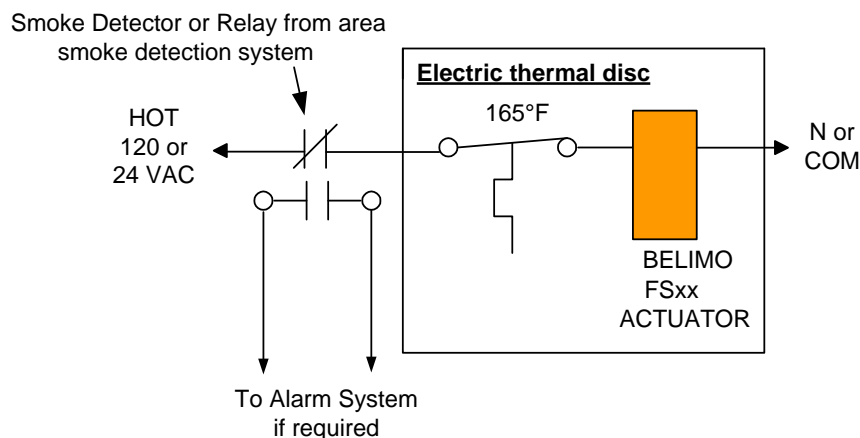 Smoke Detector or Relay from area
smoke detection system
Electric thermal disc
165°F
HOT
120 or
24 VAC
N or
COM
BELIMO
FSxx
ACTUATOR
To Alarm System
if required